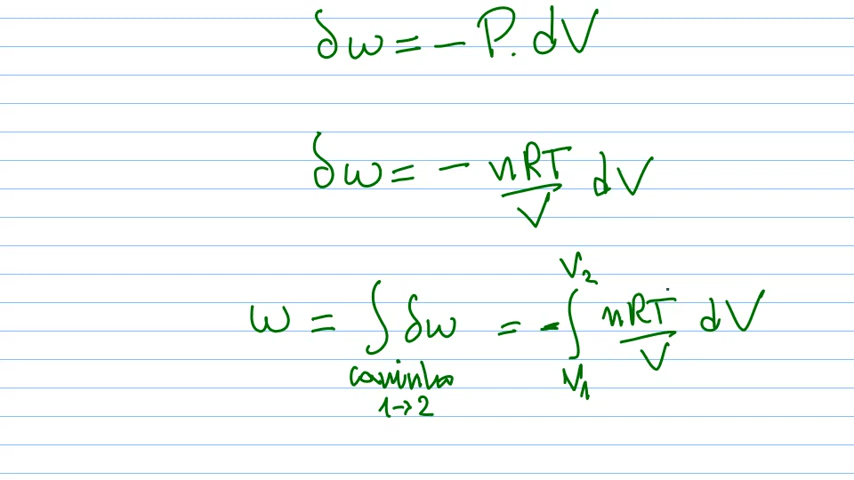 δw = - P. dV
δw = - nRT/V dV
w = ∫ δw = - ∫ nRT/V dV
caminho 1→2
V₂
V₁